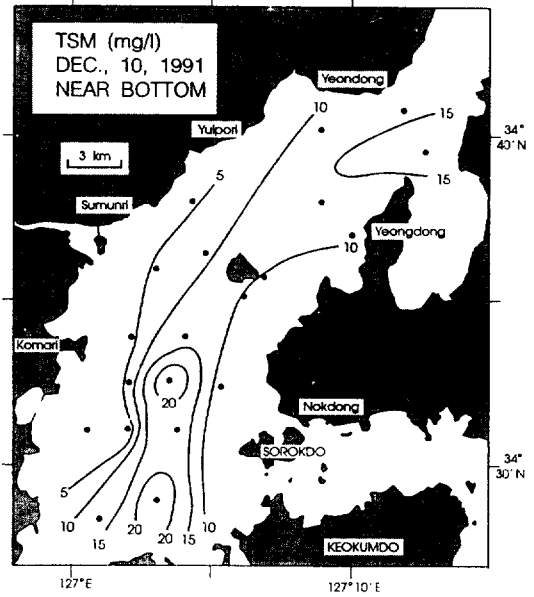 TSM (mg/l)
DEC., 10, 1991
NEAR BOTTOM
Yeondong
10
15
34°
40' N
Yulpori
3 km
5
15
Sumunri
Yeongdong
10
Komari
20
Nokdong
SOROKDO
34°
30' N
5
10
15
20
20
15
10
KEOKUMDO
127° E
127° 10' E